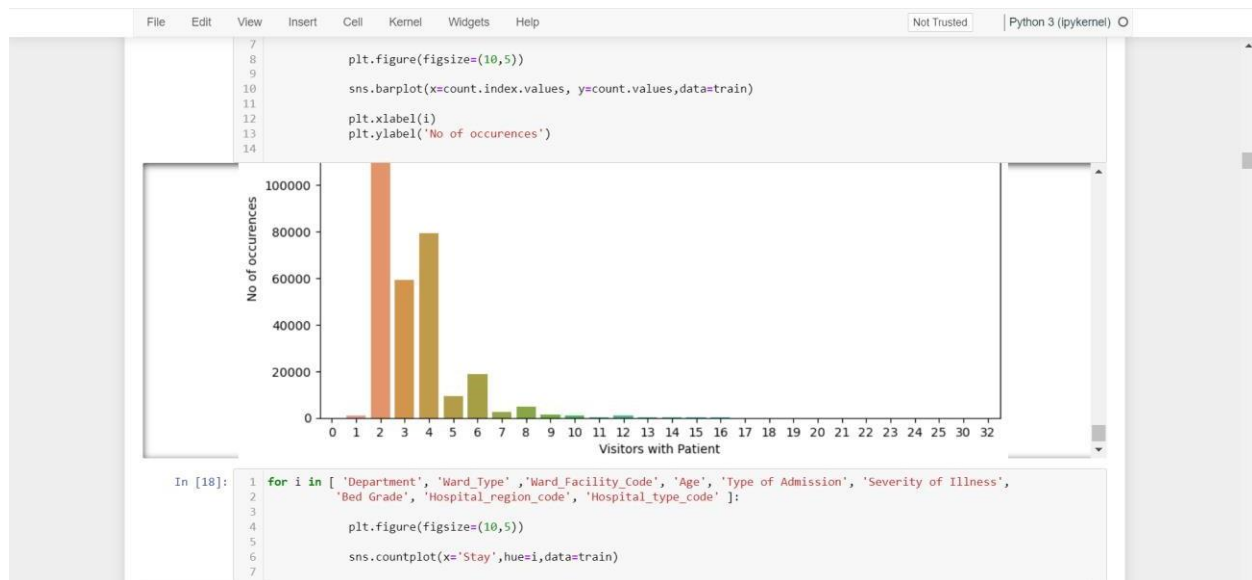 File Edit View Insert Cell Kernel Widgets Help Not Trusted Python 3 (ipykernel)
7
8 plt.figure(figsize=(10,5))
9
10 sns.barplot(x=count.index.values, y=count.values,data=train)
11
12 plt.xlabel(i)
13 plt.ylabel('No of occurences')
14
No of occurences
100000
80000
60000
40000
20000
0
0 1 2 3 4 5 6 7 8 9 10 11 12 13 14 15 16 17 18 19 20 21 22 23 24 25 30 32
Visitors with Patient
In [18]: 1 for i in [ 'Department', 'Ward_Type' ,'Ward_Facility_Code', 'Age', 'Type of Admission', 'Severity of Illness',
2 'Bed Grade', 'Hospital_region_code', 'Hospital_type_code' ]:
3
4 plt.figure(figsize=(10,5))
5
6 sns.countplot(x='Stay',hue=i,data=train)
7